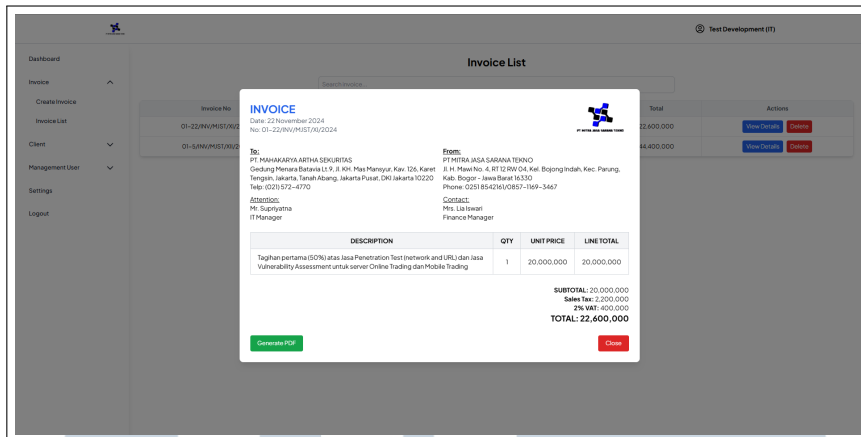 Test Development (IT)
Dashboard
Invoice
Create Invoice
Invoice List
Client
Management User
Settings
Logout
Invoice List
Search invoice...
Invoice No
Total
Actions
01-22/INV/MJST/XI/2
22.600.000
View Details
Delete
01-5/INV/MJST/XII/20
44.400.000
View Details
Delete
INVOICE
Date: 22 November 2024
No: 01-22/INV/MJST/XI/2024
PT MITRA JASA SARANA TEKNO
To:
PT. MAHAKARYA ARTHA SEKURITAS
Gedung Menara Batavia Lt.9, Jl. KH. Mas Mansyur, Kav. 126, Karet
Tengsin, Jakarta, Tanah Abang, Jakarta Pusat, DKI Jakarta 10220
Telp: (021) 572-4770
Attention:
Mr. Supriyatna
IT Manager
From:
PT MITRA JASA SARANA TEKNO
Jl. H. Mawi No. 4, RT 12 RW 04, Kel. Bojong Indah, Kec. Parung,
Kab. Bogor - Jawa Barat 16330
Phone: 0251 8542161/0857-1169-3467
Contact:
Mrs. Lia Iswari
Finance Manager
DESCRIPTION
QTY
UNIT PRICE
LINE TOTAL
Tagihan pertama (50%) atas Jasa Penetration Test (network and URL) dan Jasa
Vulnerability Assessment untuk server Online Trading dan Mobile Trading
1
20,000,000
20,000,000
SUBTOTAL: 20,000,000
Sales Tax: 2,200,000
2% VAT: 400,000
TOTAL: 22,600,000
Generate PDF
Close